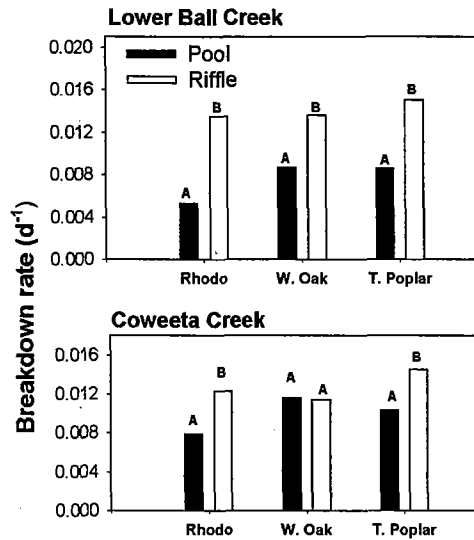 Lower Ball Creek
0.020
0.016
0.012
0.008
0.004
0.000
Pool
Riffle
A B A B A B
Rhodo W. Oak T. Poplar
Breakdown rate (d-1)
Coweeta Creek
0.016
0.012
0.008
0.004
0.000
A B A A A B
Rhodo W. Oak T. Poplar